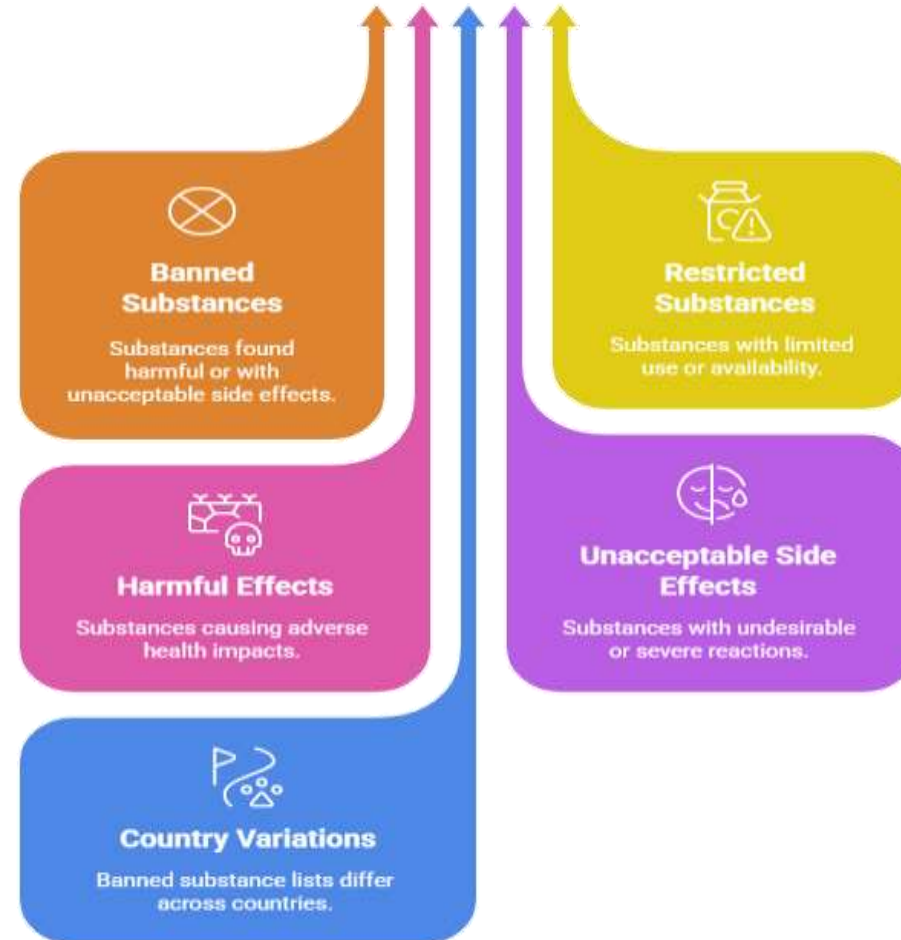 Banned
Substances
Substances found
harmful or with
unacceptable side effects.
Restricted
Substances
Substances with limited
use or availability.
Harmful Effects
Substances causing adverse
health impacts.
Unacceptable Side
Effects
Substances with undesirable
or severe reactions.
Country Variations
Banned substance lists differ
across countries.